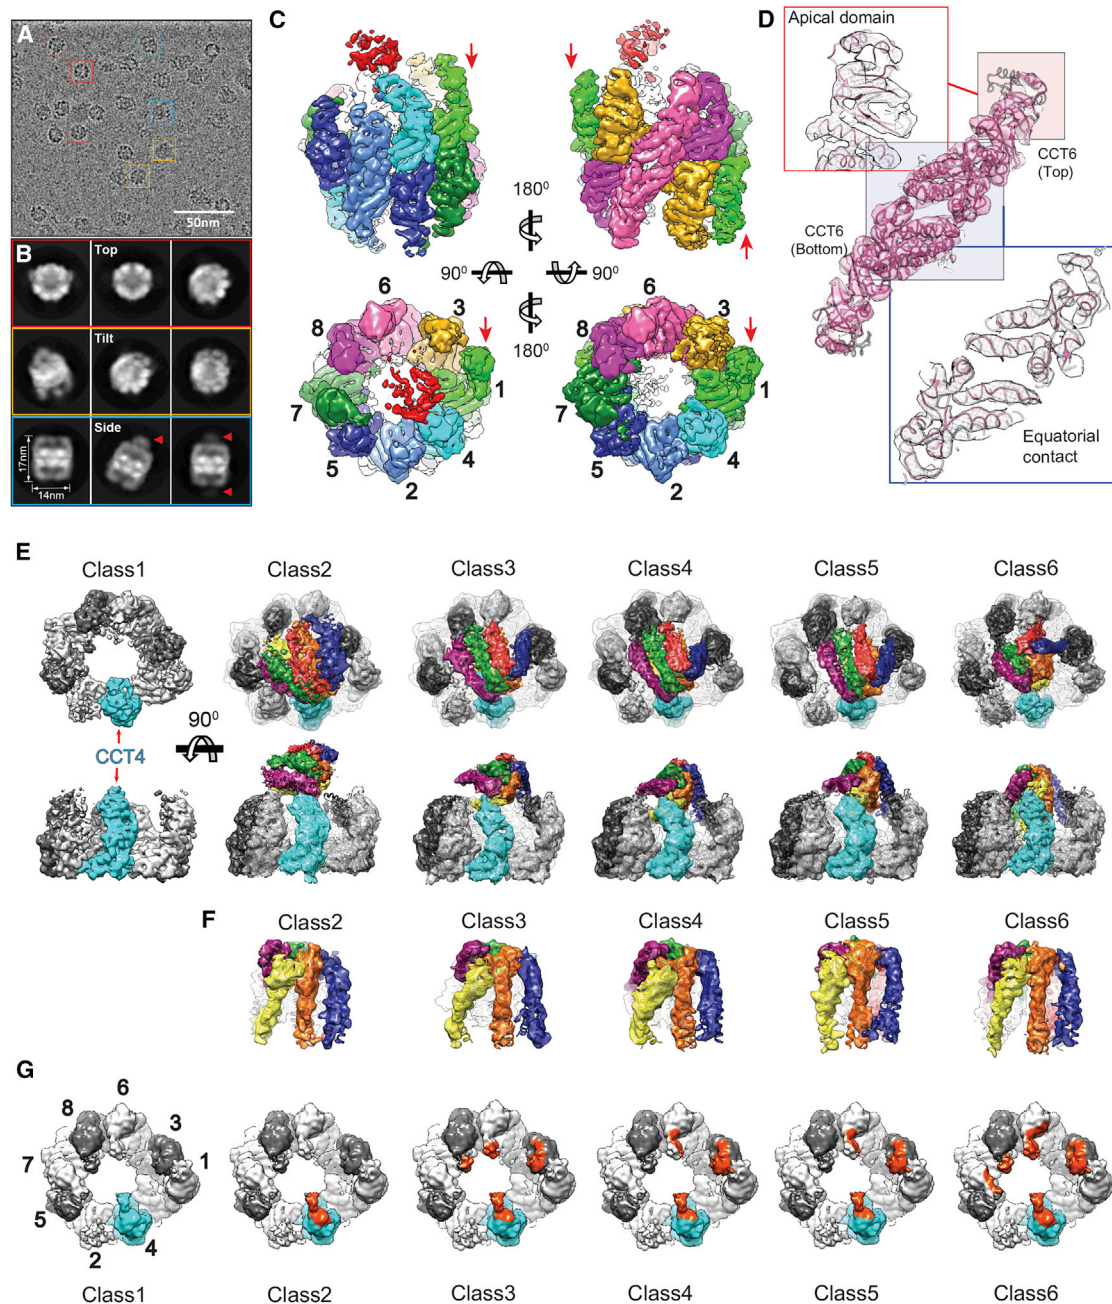 A
50nm
B
Top
Tilt
Side
17nm
14nm
C
180⁰
90⁰
90⁰
180⁰
6
8
3
1
7
5
4
2
6
8
3
1
7
5
4
2
D
Apical domain
CCT6
(Top)
CCT6
(Bottom)
Equatorial
contact
E
Class1
Class2
Class3
Class4
Class5
Class6
90⁰
CCT4
F
Class2
Class3
Class4
Class5
Class6
G
6
8
3
7
1
5
2
4
Class1
Class2
Class3
Class4
Class5
Class6